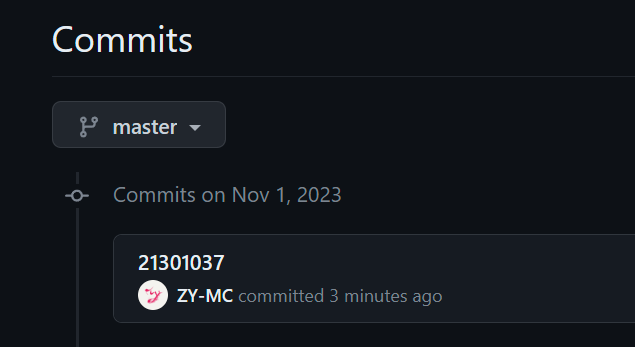 Commits
master
Commits on Nov 1, 2023
21301037
ZY-MC committed 3 minutes ago